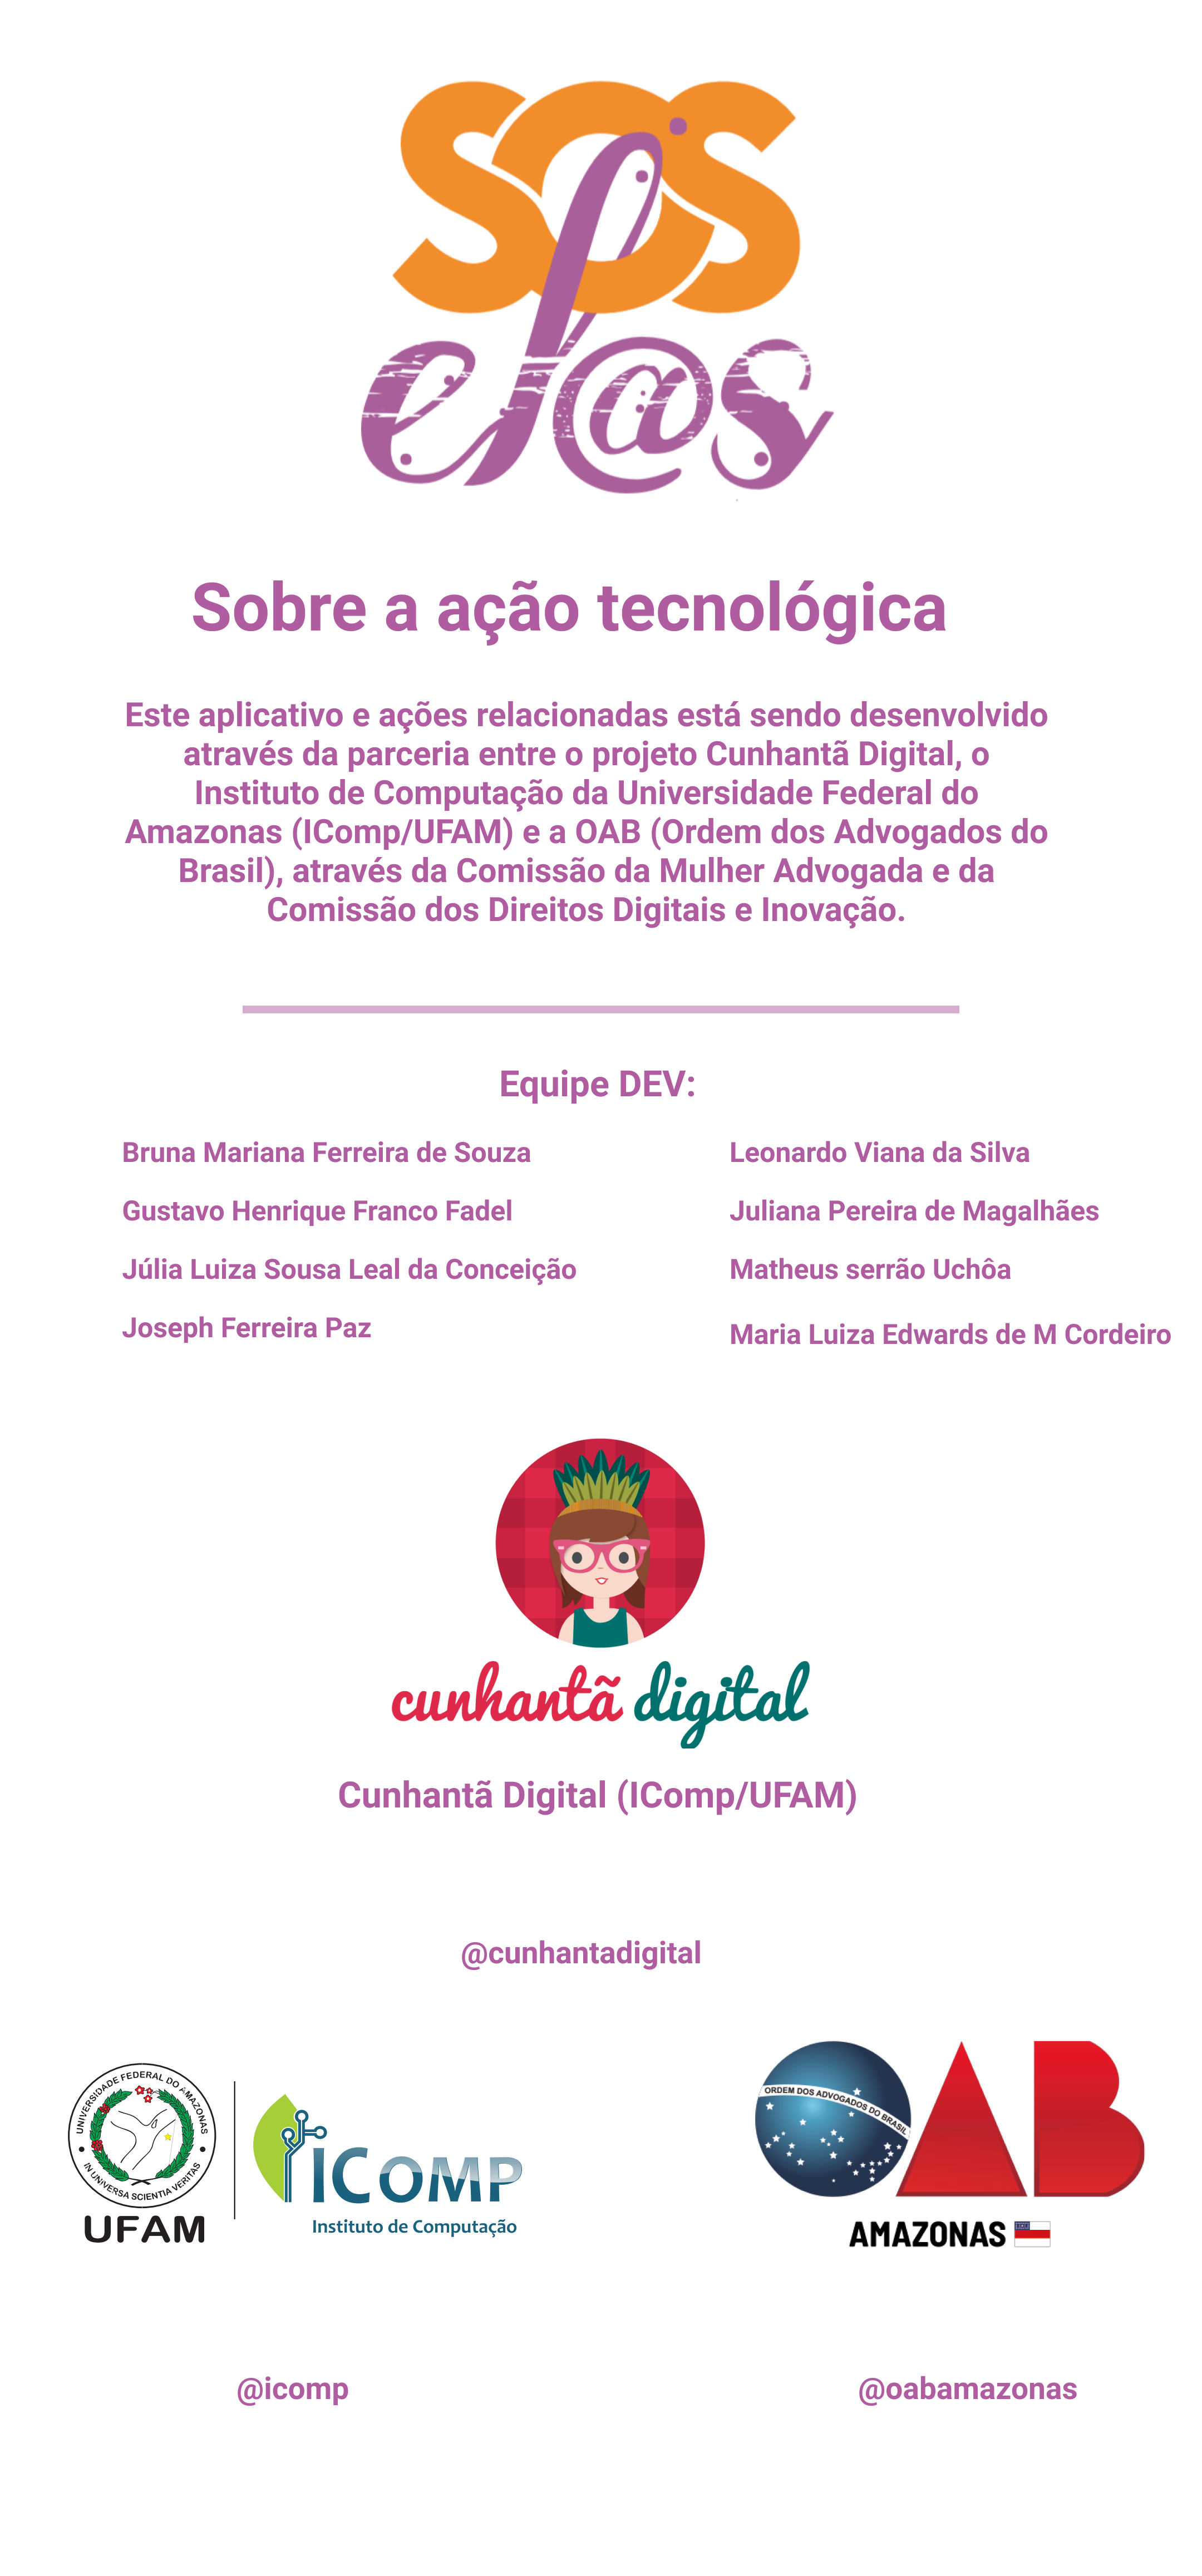 SOS
el@s
Sobre a ação tecnológica
Este aplicativo e ações relacionadas está sendo desenvolvido
através da parceria entre o projeto Cunhantã Digital, o
Instituto de Computação da Universidade Federal do
Amazonas (IComp/UFAM) e a OAB (Ordem dos Advogados do
Brasil), através da Comissão da Mulher Advogada e da
Comissão dos Direitos Digitais e Inovação.
Equipe DEV:
Bruna Mariana Ferreira de Souza
Gustavo Henrique Franco Fadel
Júlia Luiza Sousa Leal da Conceição
Joseph Ferreira Paz
Leonardo Viana da Silva
Juliana Pereira de Magalhães
Matheus serrão Uchôa
Maria Luiza Edwards de M Cordeiro
cunhantã digital
Cunhantã Digital (IComp/UFAM)
@cunhantadigital
UNIVERSIDADE FEDERAL DO AMAZONAS
IN UNIVERSA SCIENTIA VERITAS
UFAM
ICOMP
Instituto de Computação
ORDEM DOS ADVOGADOS DO BRASIL
OAB
AMAZONAS
@icomp
@oabamazonas